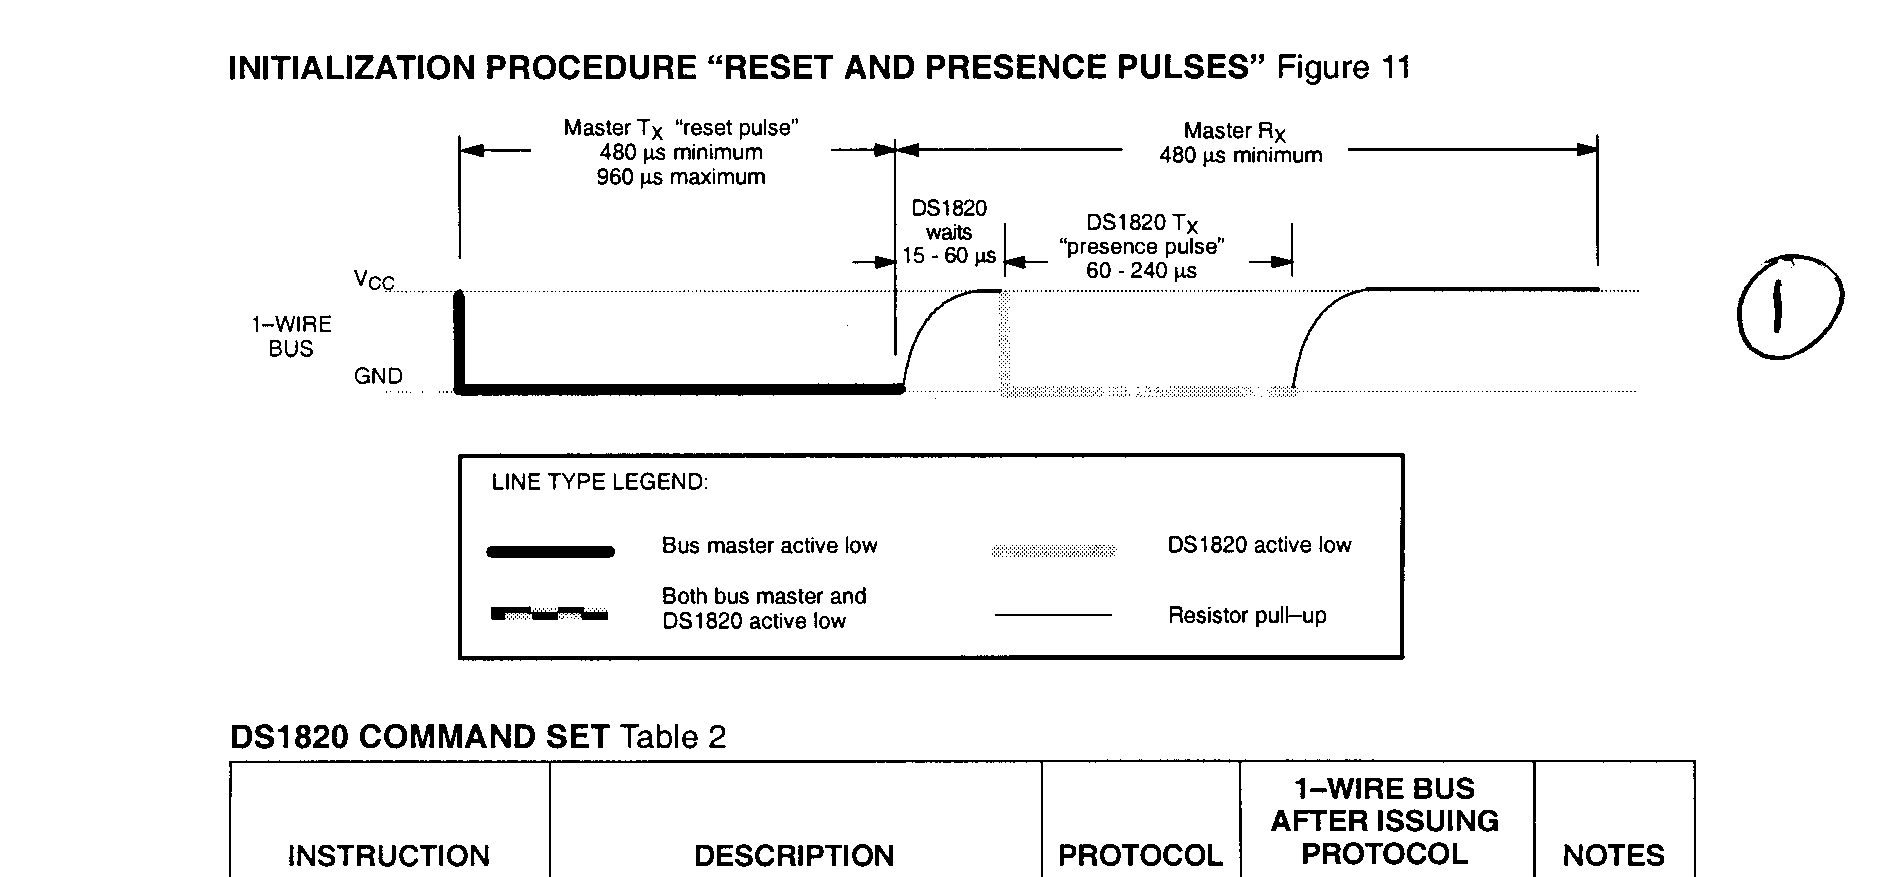 INITIALIZATION PROCEDURE “RESET AND PRESENCE PULSES” Figure 11
Master TX “reset pulse”
480 µs minimum
960 µs maximum
Master RX
480 µs minimum
DS1820
waits
15 - 60 µs
DS1820 TX
“presence pulse”
60 - 240 µs
VCC
1–WIRE
BUS
GND
1
LINE TYPE LEGEND:
Bus master active low
DS1820 active low
Both bus master and
DS1820 active low
Resistor pull–up
DS1820 COMMAND SET Table 2
INSTRUCTION
DESCRIPTION
PROTOCOL
1–WIRE BUS
AFTER ISSUING
PROTOCOL
NOTES